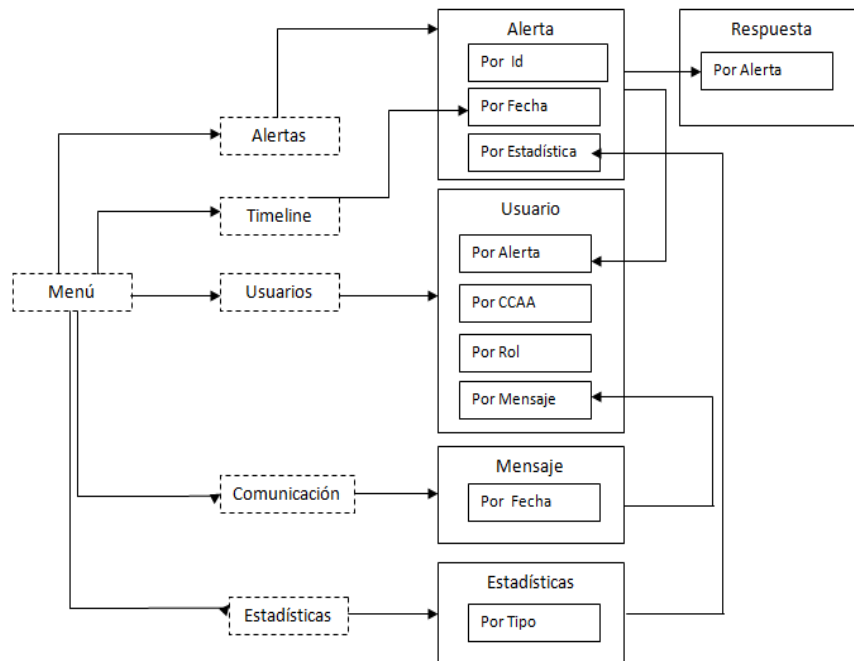 Alerta
Por Id
Por Fecha
Por Estadística
Respuesta
Por Alerta
Alertas
Timeline
Menú
Usuarios
Usuario
Por Alerta
Por CCAA
Por Rol
Por Mensaje
Comunicación
Mensaje
Por Fecha
Estadísticas
Estadísticas
Por Tipo